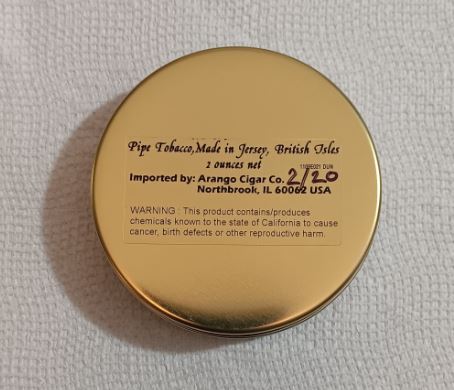 Pipe Tobacco, Made in Jersey, British Isles
2 ounces net
1109E021 DUN
Imported by: Arango Cigar Co. 2/20
Northbrook, IL 60062 USA
WARNING : This product contains/produces
chemicals known to the state of California to cause
cancer, birth defects or other reproductive harm.